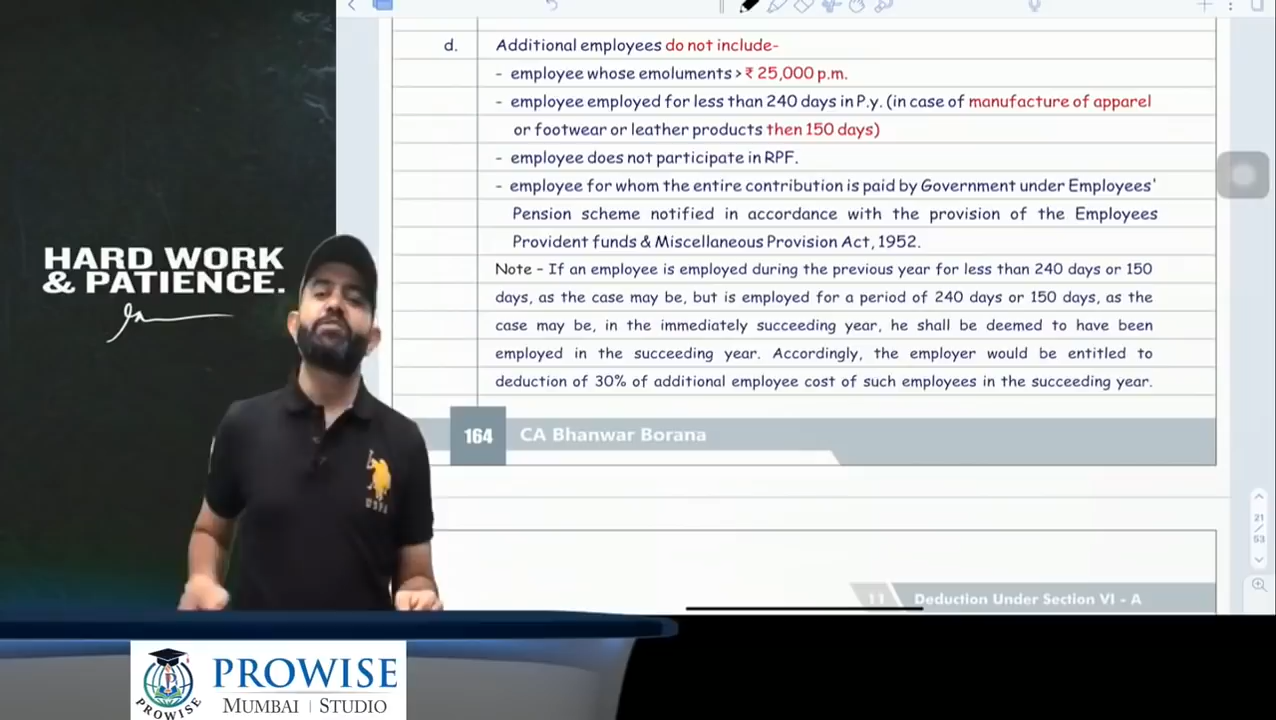 d. Additional employees do not include-
- employee whose emoluments > ₹ 25,000 p.m.
- employee employed for less than 240 days in P.y. (in case of manufacture of apparel
or footwear or leather products then 150 days)
- employee does not participate in RPF.
- employee for whom the entire contribution is paid by Government under Employees'
Pension scheme notified in accordance with the provision of the Employees
Provident funds & Miscellaneous Provision Act, 1952.
Note - If an employee is employed during the previous year for less than 240 days or 150
days, as the case may be, but is employed for a period of 240 days or 150 days, as the
case may be, in the immediately succeeding year, he shall be deemed to have been
employed in the succeeding year. Accordingly, the employer would be entitled to
deduction of 30% of additional employee cost of such employees in the succeeding year.
164 CA Bhanwar Borana
11 Deduction Under Section VI - A
HARD WORK
& PATIENCE.
USPA
21
/
53
PROWISE
PROWISE
MUMBAI | STUDIO